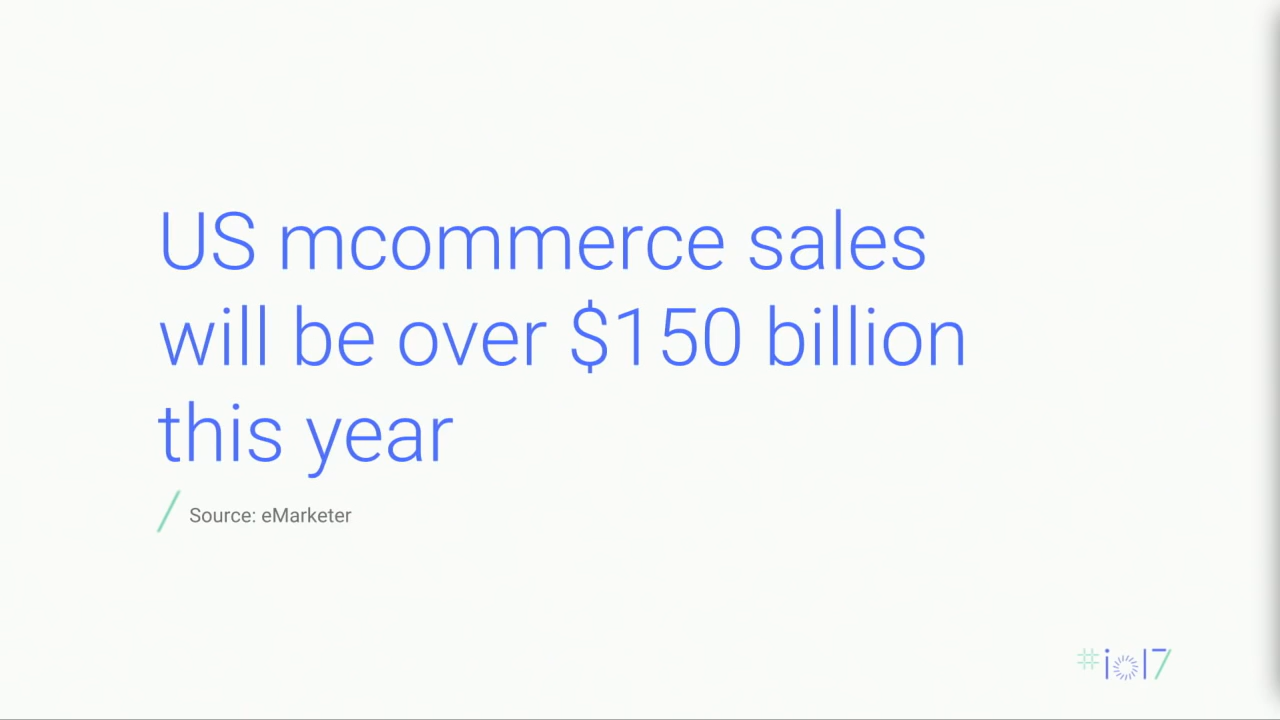 US mcommerce sales
will be over $150 billion
this year
Source: eMarketer
#io17